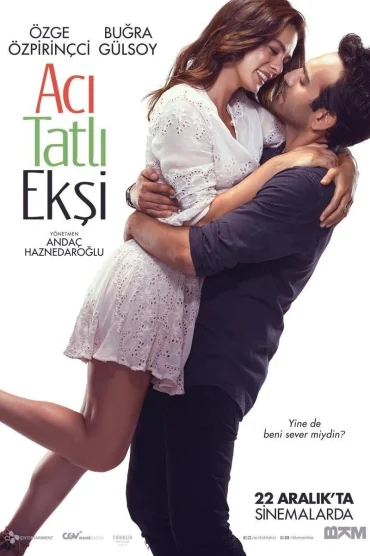 ÖZGE ÖZPİRİNÇCİ
BUĞRA GÜLSOY
Acı
Tatlı
Ekşi
YÖNETMEN
ANDAÇ
HAZNEDAROĞLU
Yine de
beni sever miydin?
22 ARALIK'TA
SİNEMALARDA
BKM